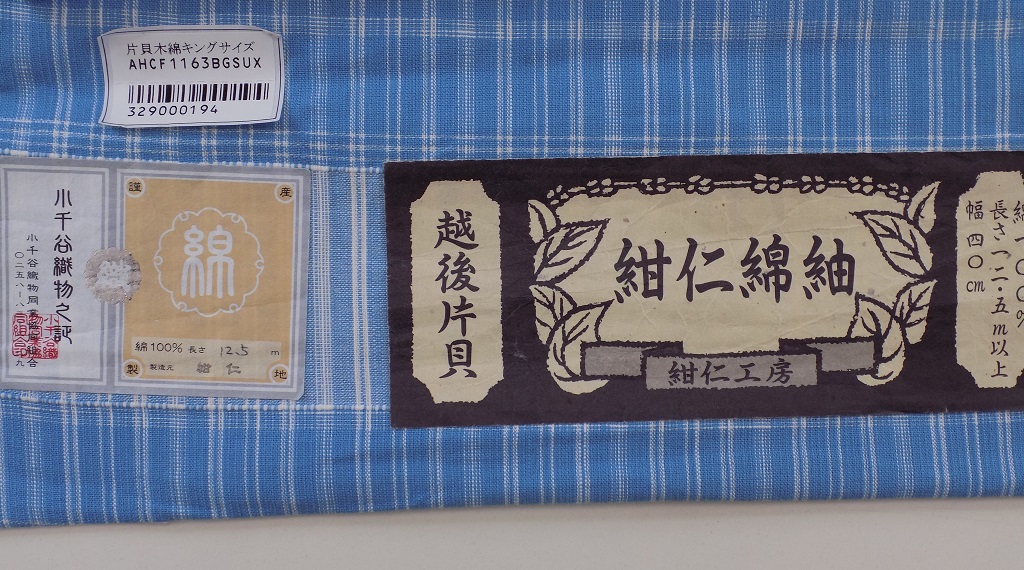 片貝木綿キングサイズ
AHCF1163BGSUX
329000194
小千谷織物之証
小千谷織物同業協同組合
謹
産
綿
綿100% 長さ 12.5 m
製造元 紺仁
製
地
越後片貝
紺仁綿紬
紺仁工房
長さ一二・五m以上
幅四〇cm